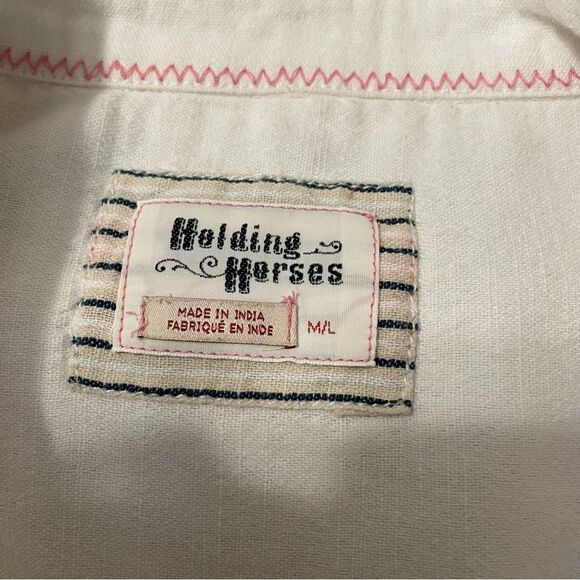 Holding
Horses
MADE IN INDIA
FABRIQUÉ EN INDE
M/L